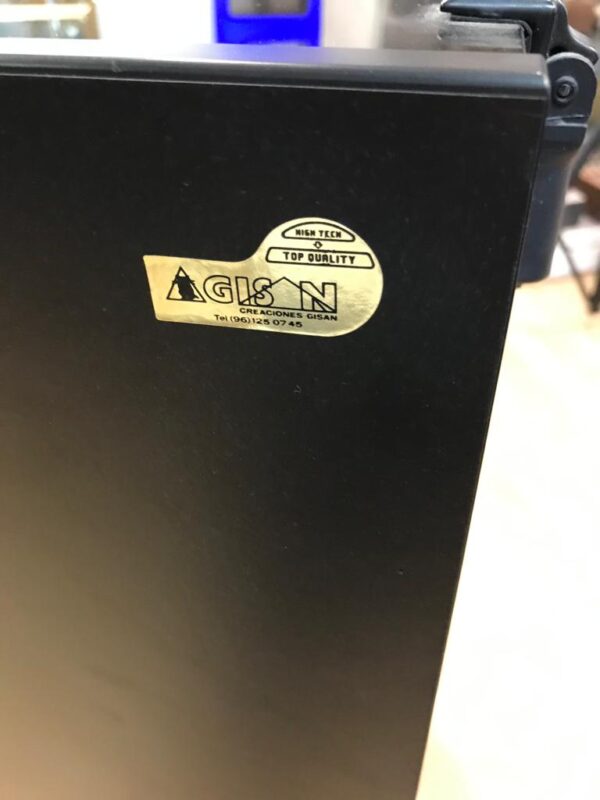 HIGH TECH
TOP QUALITY
GISAN
CREACIONES GISAN
Tel (96) 125 07 45